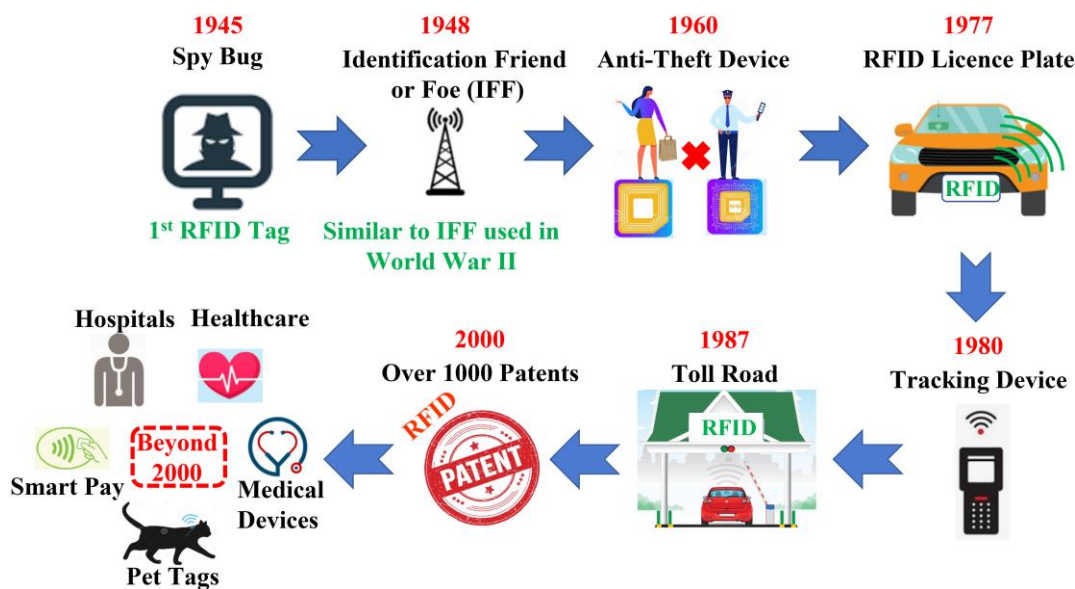 1945
Spy Bug
1st RFID Tag
1948
Identification Friend
or Foe (IFF)
Similar to IFF used in
World War II
1960
Anti-Theft Device
1977
RFID Licence Plate
RFID
1980
Tracking Device
1987
Toll Road
RFID
2000
Over 1000 Patents
RFID
PATENT
Hospitals
Healthcare
Beyond
2000
Smart Pay
Medical
Devices
Pet Tags